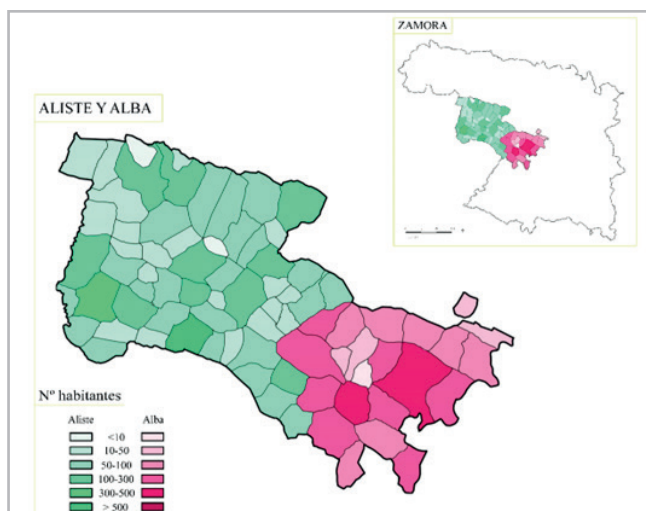 ZAMORA
ALISTE Y ALBA
Nº habitantes
Aliste Alba
<10
10-50
50-100
100-300
300-500
> 500